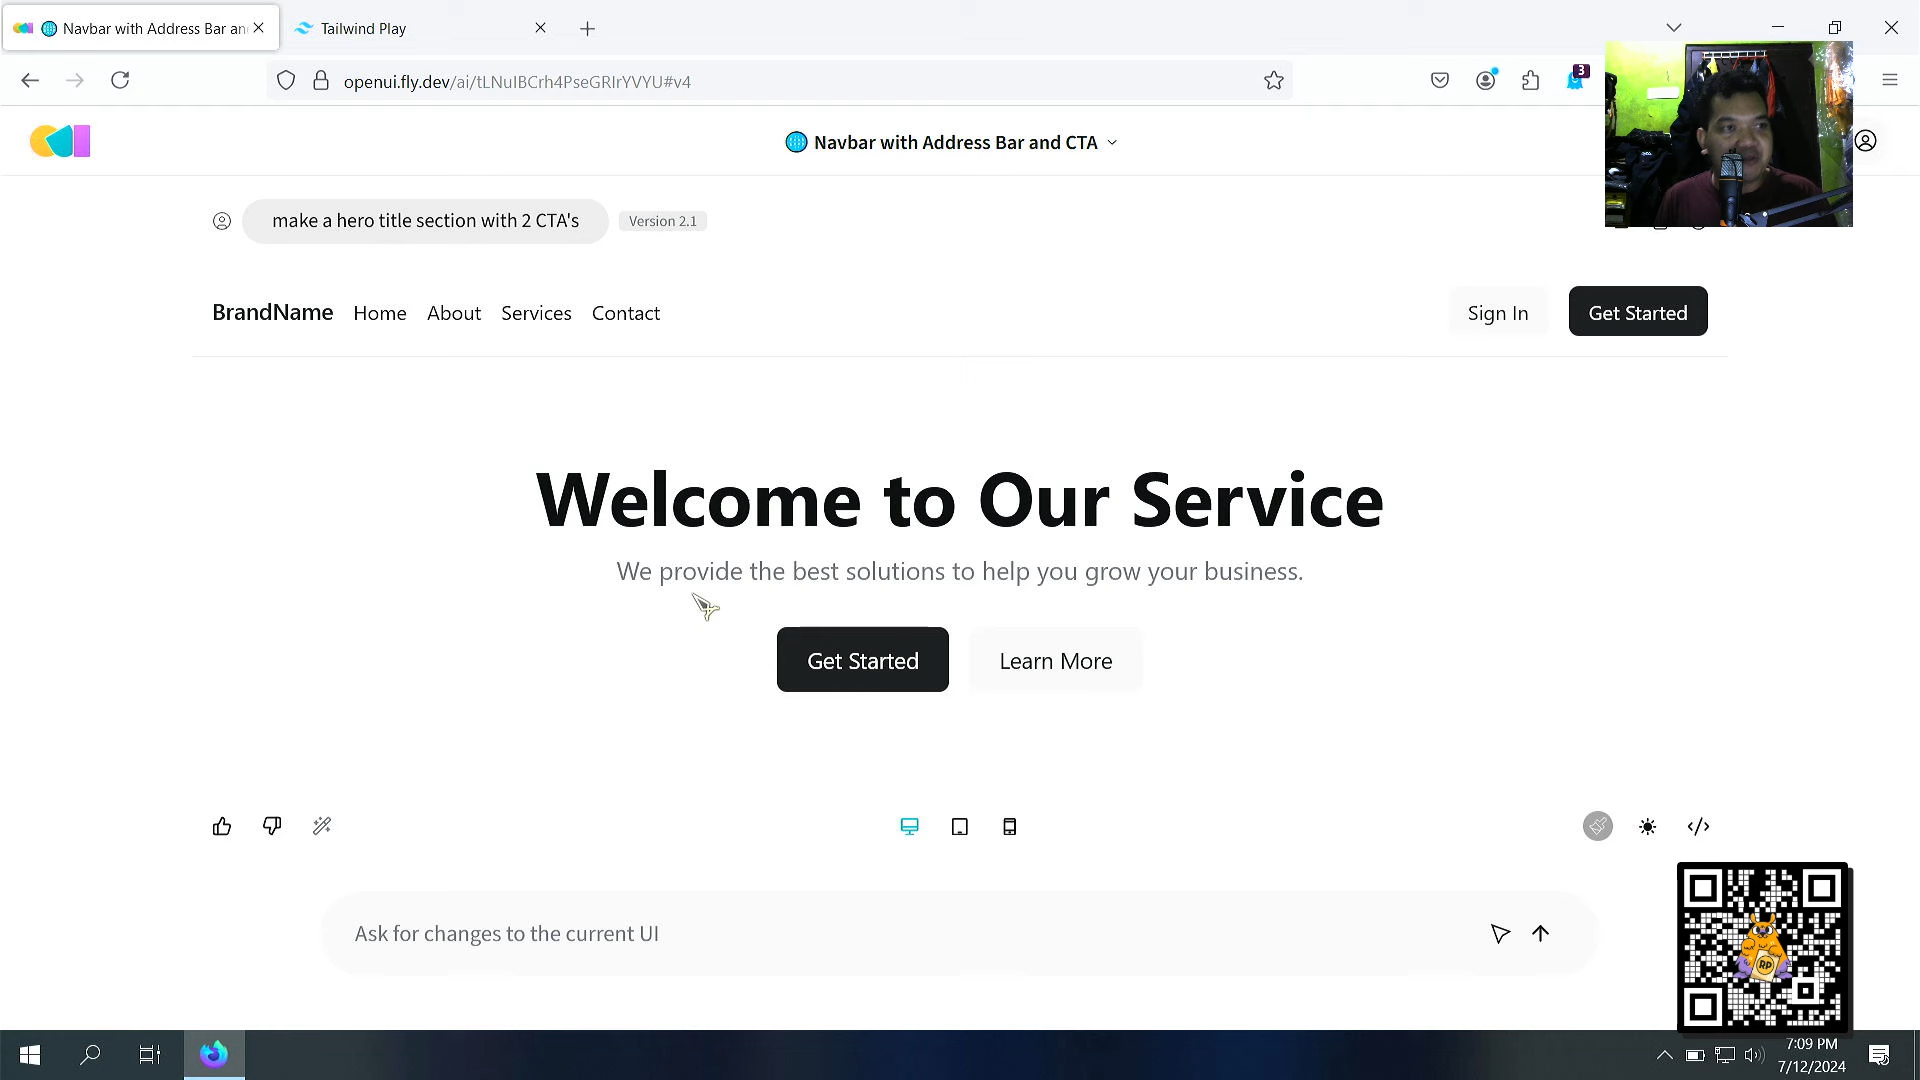 Navbar with Address Bar an
Tailwind Play
openui.fly.dev/ai/tLNuIBCrh4PseGRIrYVYU#v4
3
Navbar with Address Bar and CTA
make a hero title section with 2 CTA's
Version 2.1
BrandName
Home
About
Services
Contact
Sign In
Get Started
Welcome to Our Service
We provide the best solutions to help you grow your business.
Get Started
Learn More
Ask for changes to the current UI
RP
7:09 PM
7/12/2024